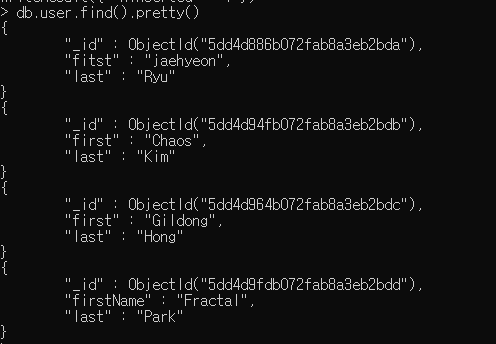 > db.user.find().pretty()
{
"_id" : ObjectId("5dd4d886b072fab8a3eb2bda"),
"fitst" : "jaehyeon",
"last" : "Ryu"
}
{
"_id" : ObjectId("5dd4d94fb072fab8a3eb2bdb"),
"first" : "Chaos",
"last" : "Kim"
}
{
"_id" : ObjectId("5dd4d964b072fab8a3eb2bdc"),
"first" : "Gildong",
"last" : "Hong"
}
{
"_id" : ObjectId("5dd4d9fdb072fab8a3eb2bdd"),
"firstName" : "Fractal",
"last" : "Park"
}